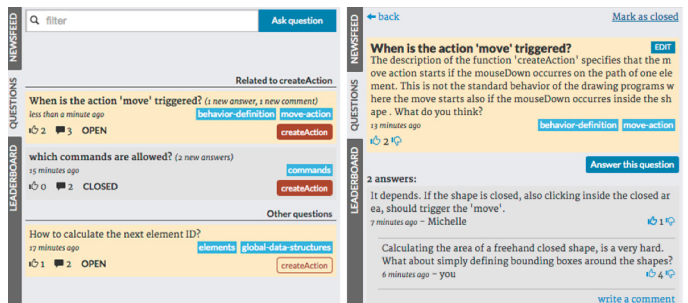 NEWSFEED
QUESTIONS
LEADERBOARD
filter
Ask question
Related to createAction
When is the action 'move' triggered? (1 new answer, 1 new comment)
less than a minute ago behavior-definition move-action
2 3 OPEN createAction
which commands are allowed? (2 new answers)
15 minutes ago commands
0 2 CLOSED createAction
Other questions
How to calculate the next element ID?
17 minutes ago elements global-data-structures
1 2 OPEN createAction
NEWSFEED
QUESTIONS
LEADERBOARD
back Mark as closed
When is the action 'move' triggered? EDIT
The description of the function 'createAction' specifies that the m
ove action starts if the mouseDown occurres on the path of one ele
ment. This is not the standard behavior of the drawing programs w
here the move starts also if the mouseDown occurres inside the sh
ape . What do you think?
13 minutes ago behavior-definition move-action
2
Answer this question
2 answers:
It depends. If the shape is closed, also clicking inside the closed ar
ea, should trigger the 'move'.
7 minutes ago ~ Michelle 1
Calculating the area of a freehand closed shape, is a very hard.
What about simply defining bounding boxes around the shapes?
6 minutes ago ~ you 4
write a comment